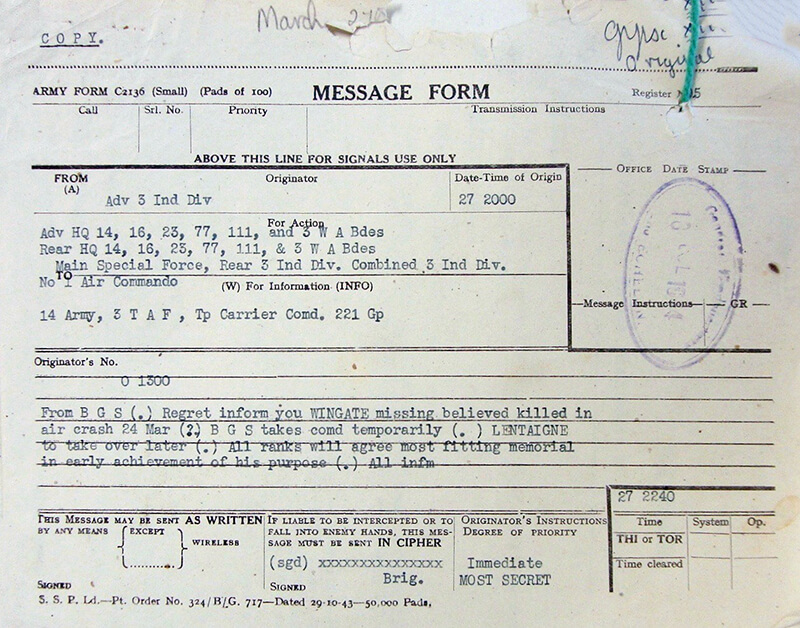 March
COPY.
Original
ARMY FORM C2136 (Small) (Pads of 100) MESSAGE FORM Register
Call Srl. No. Priority Transmission Instructions
ABOVE THIS LINE FOR SIGNALS USE ONLY
FROM (A) Originator Date-Time of Origin OFFICE DATE STAMP
Adv 3 Ind Div 27 2000
For Action
Adv HQ 14, 16, 23, 77, 111, and 3 W A Bdes
Rear HQ 14, 16, 23, 77, 111, & 3 W A Bdes
Main Special Force, Rear 3 Ind Div. Combined 3 Ind Div.
TO
No 1 Air Commando (W) For Information (INFO)
Message Instructions GR
14 Army, 3 T A F , Tp Carrier Comd. 221 Gp
Originator's No.
O 1300
From B G S (.) Regret inform you WINGATE missing believed killed in
air crash 24 Mar (.) B G S takes comd temporarily (. ) LENTAIGNE
to take over later (.) All ranks will agree most fitting memorial
in early achievement of his purpose (.) All infm
27 2240
THIS MESSAGE MAY BE SENT AS WRITTEN BY ANY MEANS EXCEPT WIRELESS
IF LIABLE TO BE INTERCEPTED OR TO FALL INTO ENEMY HANDS, THIS MESSAGE MUST BE SENT IN CIPHER
ORIGINATOR'S INSTRUCTIONS DEGREE OF PRIORITY
Time System Op.
THI or TOR
Time cleared
(sgd) xxxxxxxxxxxxxxx Immediate
Brig. MOST SECRET
SIGNED SIGNED
S. S. P. Ld.—Pt. Order No. 324/B/G. 717—Dated 29-10-43—50,000 Pads,